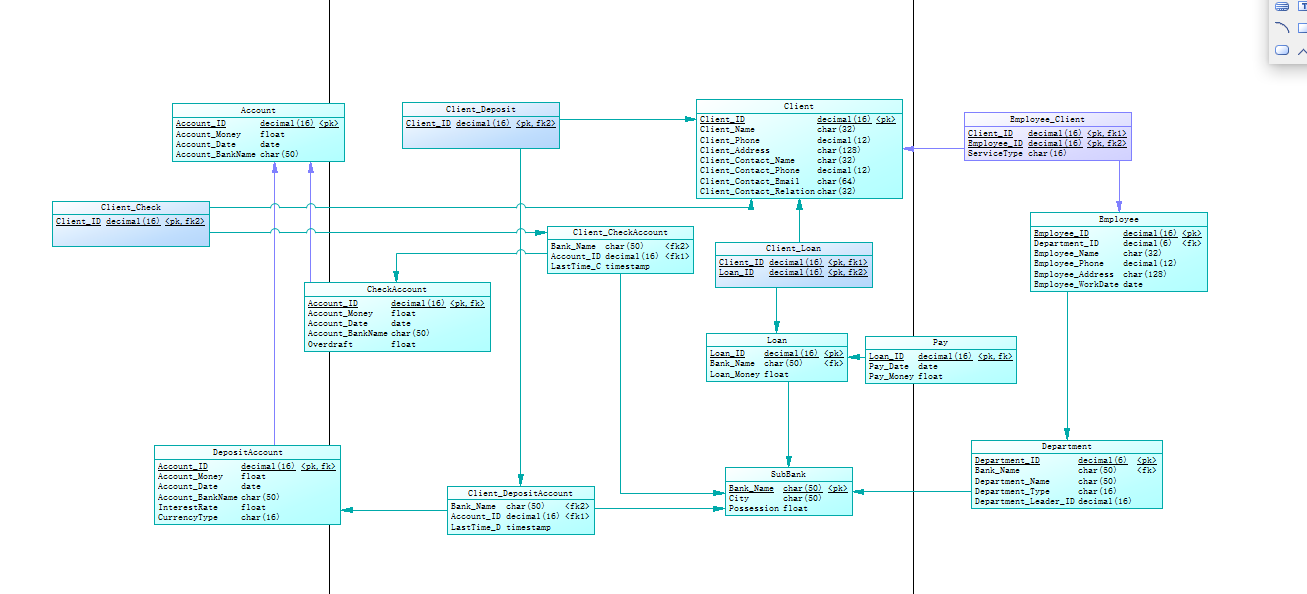 Account
Account_ID decimal(16) <pk>
Account_Money float
Account_Date date
Account_BankName char(50)
Client_Deposit
Client_ID decimal(16) <pk,fk2>
Client
Client_ID decimal(16) <pk>
Client_Name char(32)
Client_Phone decimal(12)
Client_Address char(128)
Client_Contact_Name char(32)
Client_Contact_Phone decimal(12)
Client_Contact_Email char(64)
Client_Contact_Relation char(32)
Employee_Client
Client_ID decimal(16) <pk,fk1>
Employee_ID decimal(16) <pk,fk2>
ServiceType char(16)
Client_Check
Client_ID decimal(16) <pk,fk2>
Client_CheckAccount
Bank_Name char(50) <fk2>
Account_ID decimal(16) <fk1>
LastTime_C timestamp
Client_Loan
Client_ID decimal(16) <pk,fk1>
Loan_ID decimal(16) <pk,fk2>
Employee
Employee_ID decimal(16) <pk>
Department_ID decimal(6) <fk>
Employee_Name char(32)
Employee_Phone decimal(12)
Employee_Address char(128)
Employee_WorkDate date
CheckAccount
Account_ID decimal(16) <pk,fk>
Account_Money float
Account_Date date
Account_BankName char(50)
Overdraft float
Loan
Loan_ID decimal(16) <pk>
Bank_Name char(50) <fk>
Loan_Money float
Pay
Loan_ID decimal(16) <pk,fk>
Pay_Date date
Pay_Money float
DepositAccount
Account_ID decimal(16) <pk,fk>
Account_Money float
Account_Date date
Account_BankName char(50)
InterestRate float
CurrencyType char(16)
Client_DepositAccount
Bank_Name char(50) <fk2>
Account_ID decimal(16) <fk1>
LastTime_D timestamp
SubBank
Bank_Name char(50) <pk>
City char(50)
Possession float
Department
Department_ID decimal(6) <pk>
Bank_Name char(50) <fk>
Department_Name char(50)
Department_Type char(16)
Department_Leader_ID decimal(16)